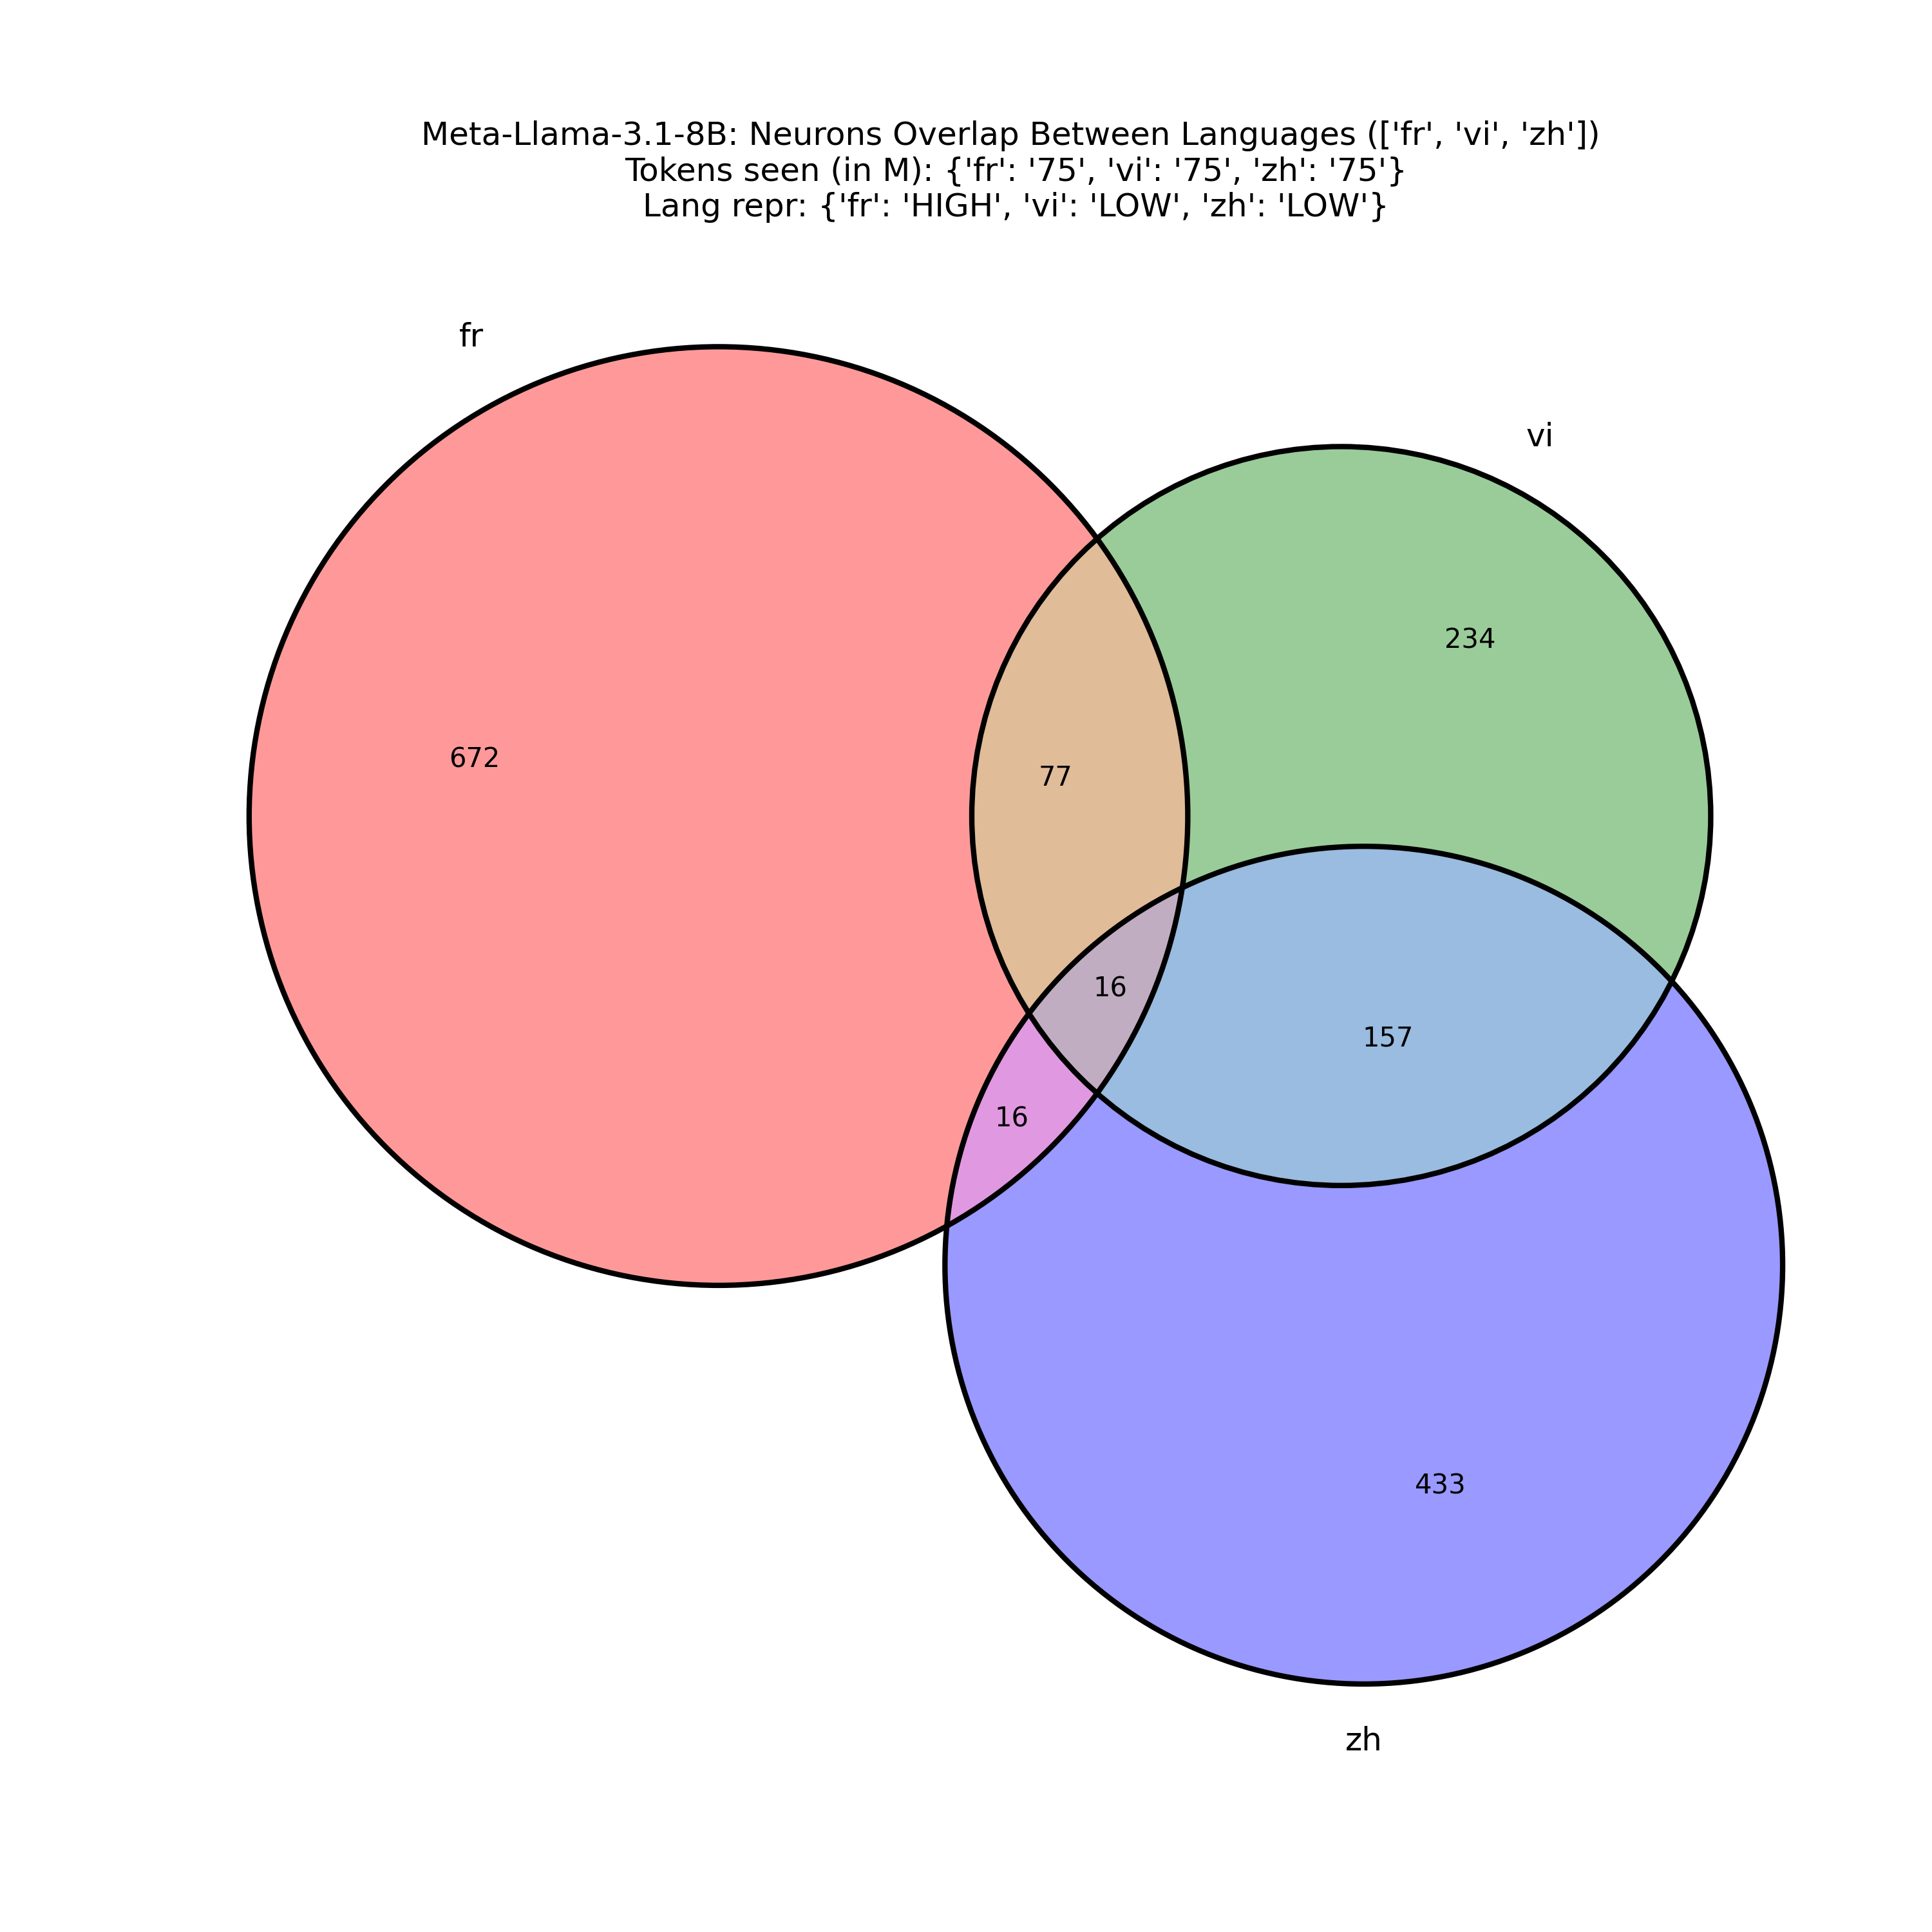 Meta-Llama-3.1-8B: Neurons Overlap Between Languages (['fr', 'vi', 'zh'])
Tokens seen (in M): {'fr': '75', 'vi': '75', 'zh': '75'}
Lang repr: {'fr': 'HIGH', 'vi': 'LOW', 'zh': 'LOW'}
fr
vi
234
672
77
16
157
16
433
zh